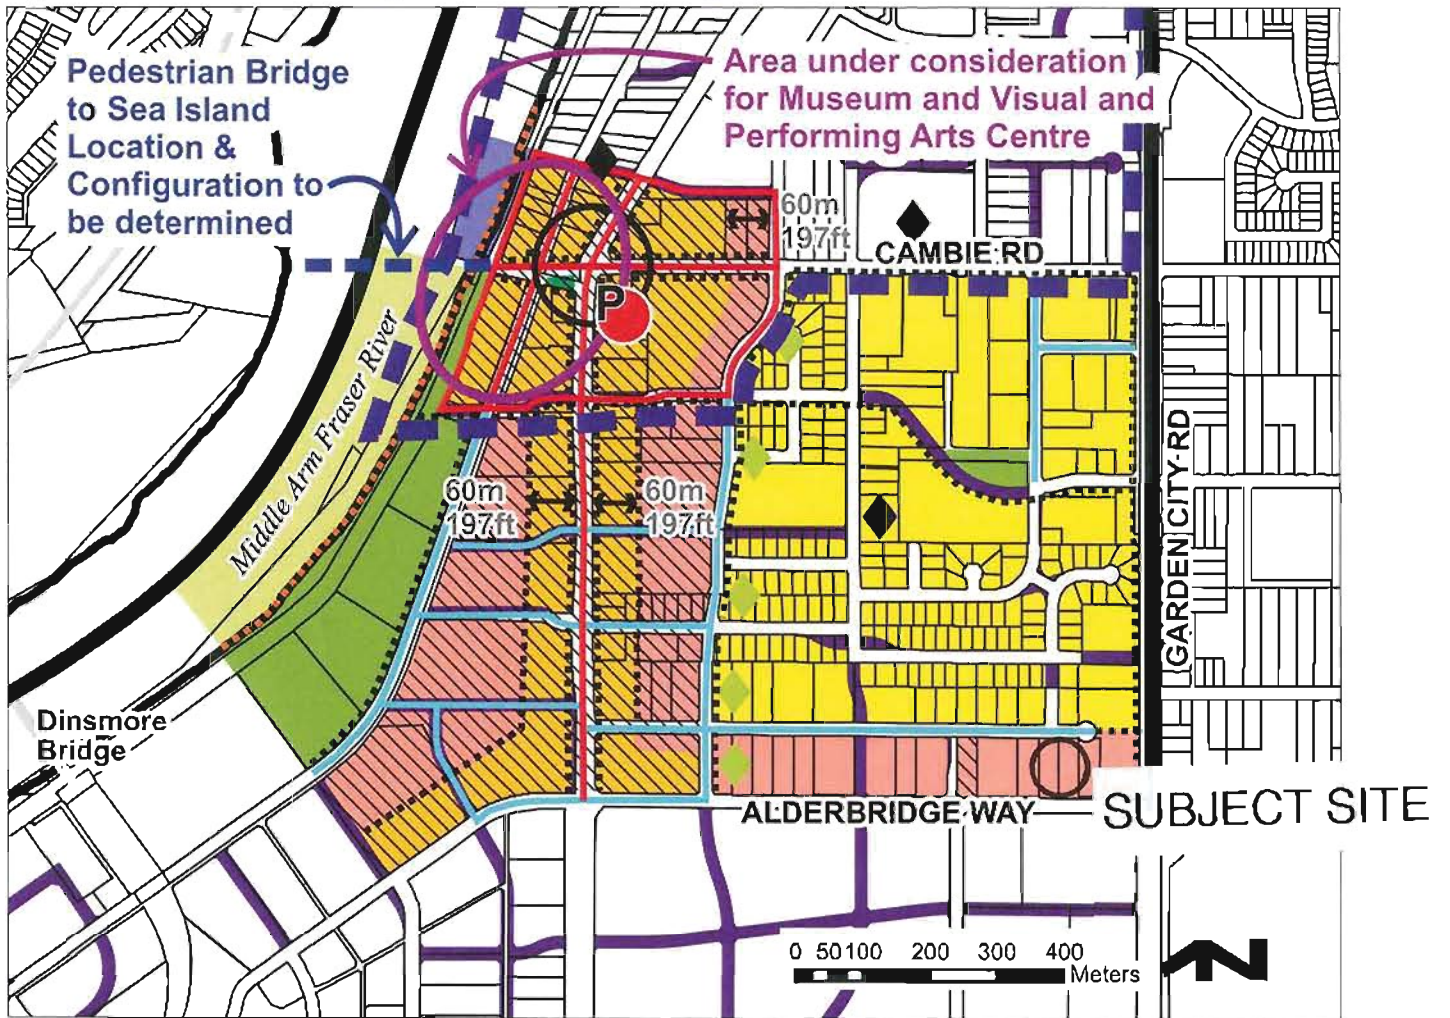 Pedestrian Bridge
to Sea Island
Location &
Configuration to
be determined
Area under consideration
for Museum and Visual and
Performing Arts Centre
60m
197ft
CAMBIE RD
P
Middle Arm Fraser River
60m
197ft
60m
197ft
GARDEN CITY RD
Dinsmore
Bridge
ALDERBRIDGE WAY
SUBJECT SITE
0 50 100 200 300 400
Meters
N